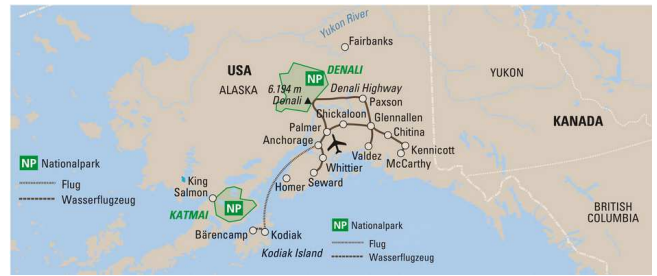 Yukon River
Fairbanks
USA
ALASKA
DENALI
NP
6.194 m
Denali
Denali Highway
Paxson
YUKON
KANADA
Chickaloon
Glennallen
Palmer
Chitina
Anchorage
Kennicott
McCarthy
Valdez
Whittier
Seward
Homer
NP Nationalpark
Flug
Wasserflugzeug
King
Salmon
KATMAI
NP
Bärencamp
Kodiak
Kodiak Island
NP Nationalpark
Flug
Wasserflugzeug
BRITISH
COLUMBIA